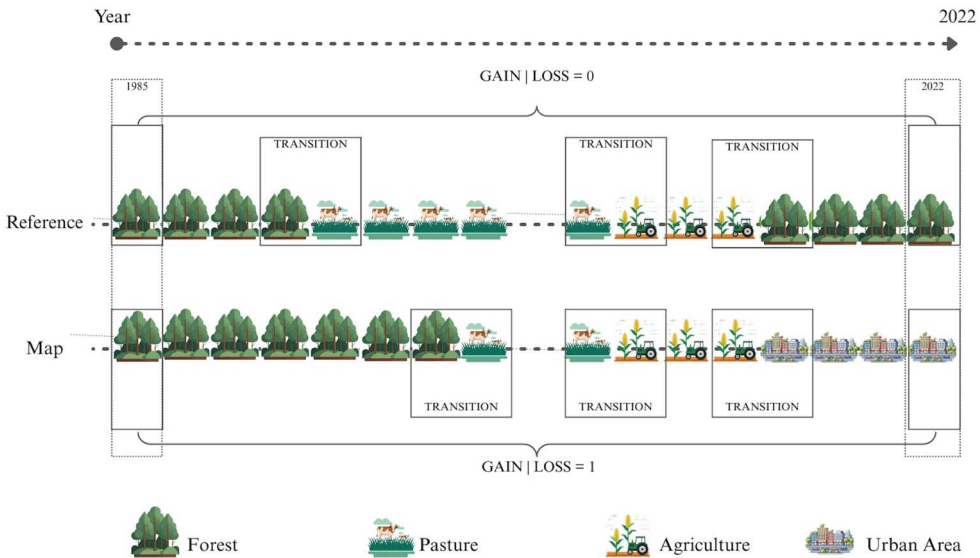 Year 2022
GAIN | LOSS = 0
1985 2022
TRANSITION TRANSITION TRANSITION
Reference
Map
TRANSITION TRANSITION TRANSITION
GAIN | LOSS = 1
Forest Pasture Agriculture Urban Area